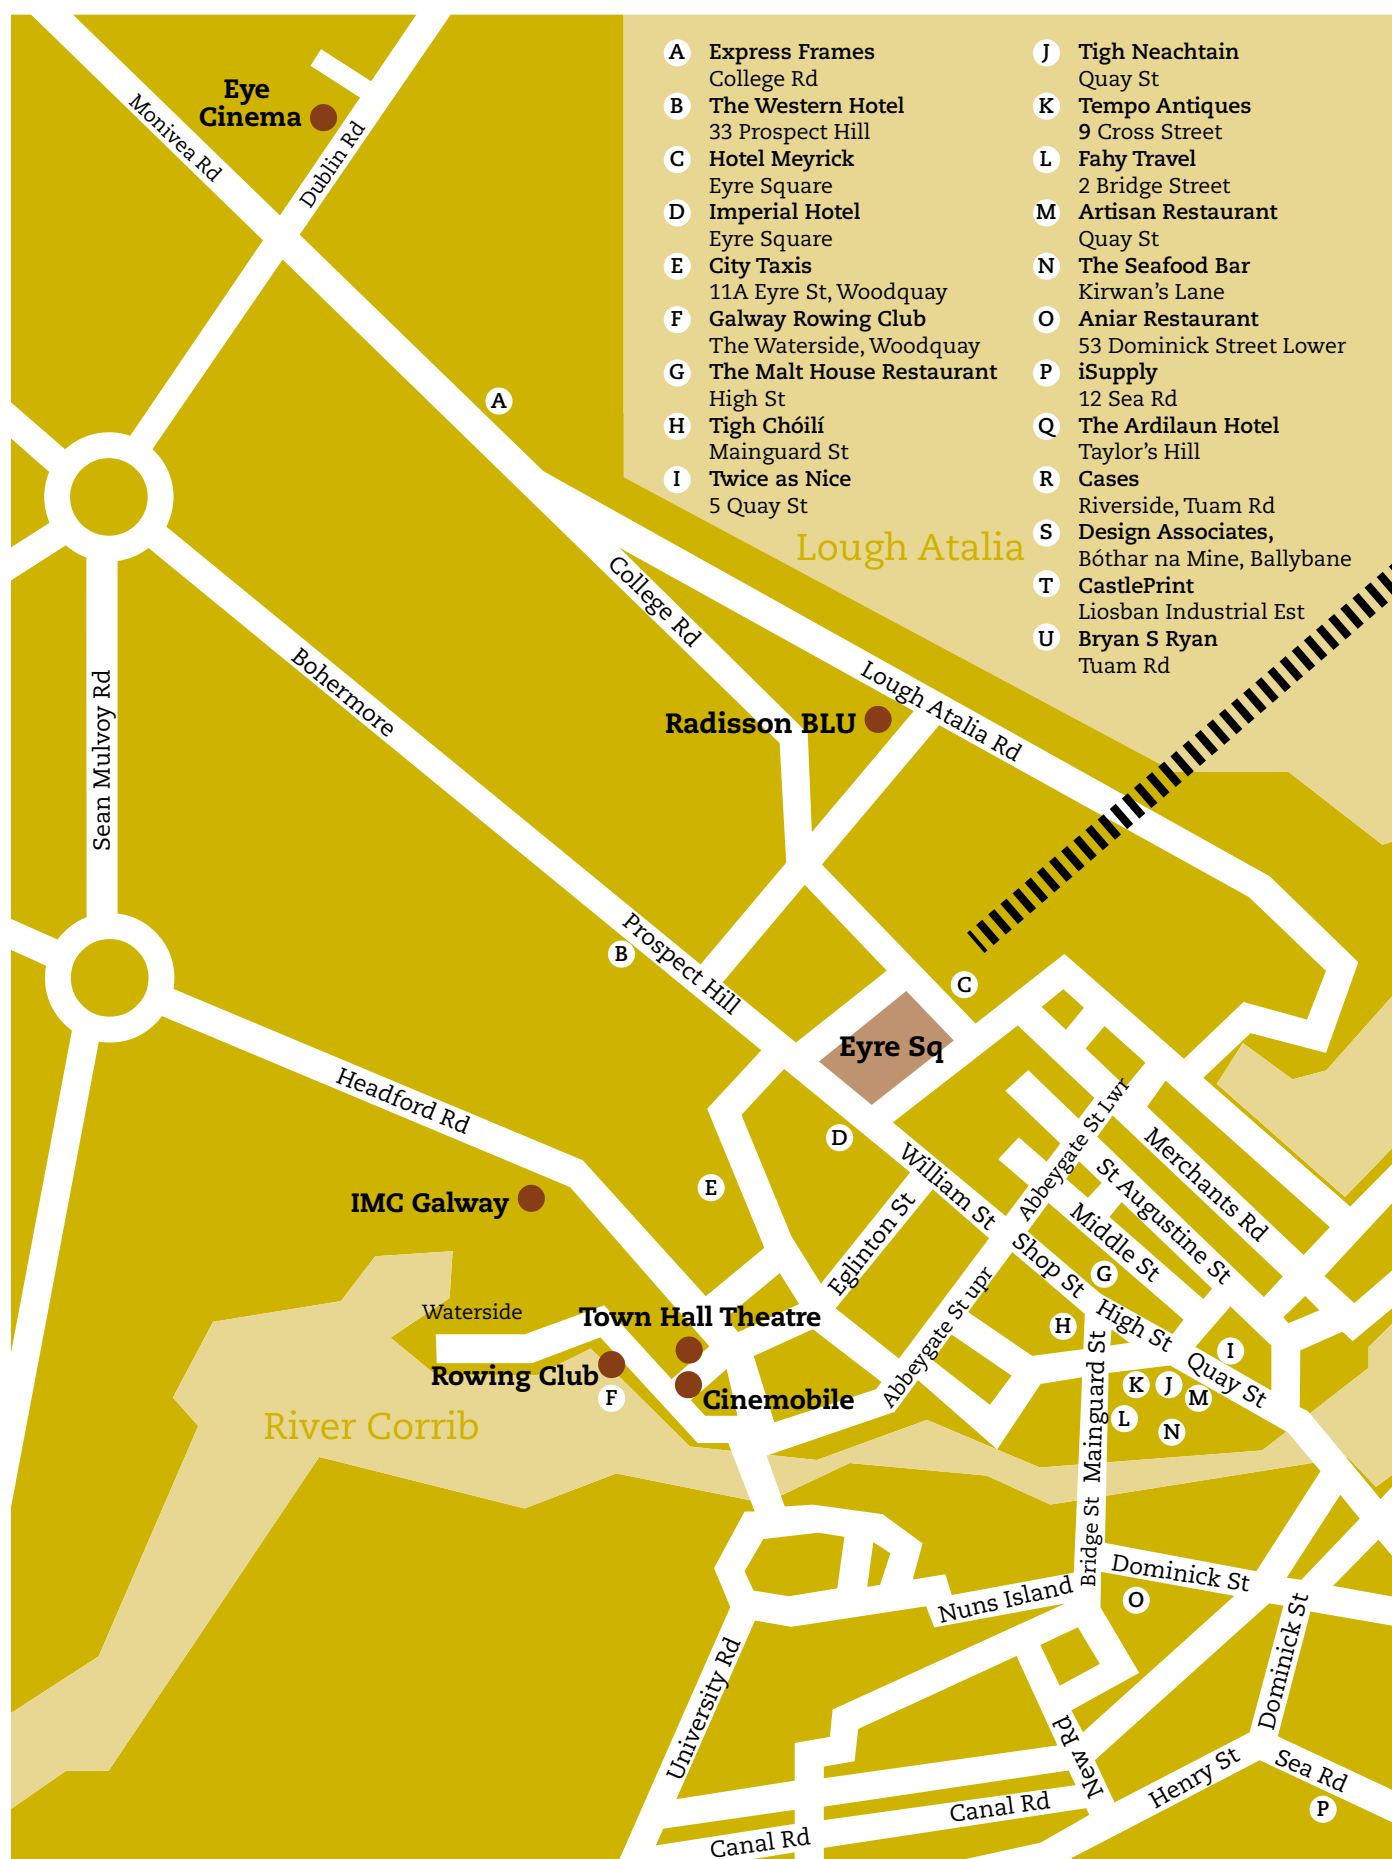 A Express Frames
College Rd
B The Western Hotel
33 Prospect Hill
C Hotel Meyrick
Eyre Square
D Imperial Hotel
Eyre Square
E City Taxis
11A Eyre St, Woodquay
F Galway Rowing Club
The Waterside, Woodquay
G The Malt House Restaurant
High St
H Tigh Chóilí
Mainguard St
I Twice as Nice
5 Quay St
J Tigh Neachtain
Quay St
K Tempo Antiques
9 Cross Street
L Fahy Travel
2 Bridge Street
M Artisan Restaurant
Quay St
N The Seafood Bar
Kirwan's Lane
O Aniar Restaurant
53 Dominick Street Lower
P iSupply
12 Sea Rd
Q The Ardilaun Hotel
Taylor's Hill
R Cases
Riverside, Tuam Rd
S Design Associates,
Bóthar na Mine, Ballybane
T CastlePrint
Liosban Industrial Est
U Bryan S Ryan
Tuam Rd
Eye
Cinema
Monivea Rd
Dublin Rd
A
Lough Atalia
College Rd
Bohermore
Sean Mulvoy Rd
Radisson BLU
Lough Atalia Rd
B
Prospect Hill
C
Eyre Sq
Headford Rd
D
E
IMC Galway
William St
Eglinton St
Abbeygate St Lwr
Merchants Rd
St Augustine St
Middle St
Shop St
G
Abbeygate St upr
High St
H
I
Waterside
Town Hall Theatre
Rowing Club
F
Cinemobile
River Corrib
Quay St
K
J
M
L
N
Mainguard St
Bridge St
Dominick St
O
Nuns Island
Dominick St
University Rd
New Rd
Henry St
Sea Rd
P
Canal Rd
Canal Rd